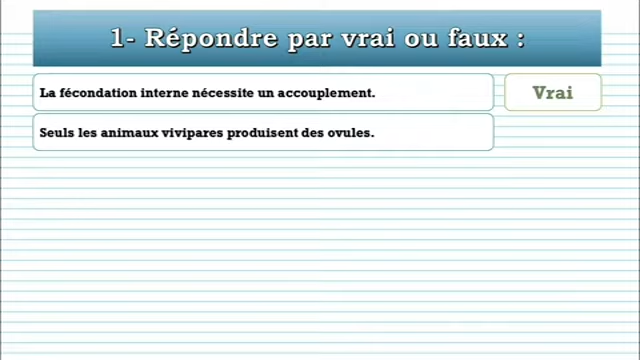 1- Répondre par vrai ou faux :
La fécondation interne nécessite un accouplement.
Vrai
Seuls les animaux vivipares produisent des ovules.